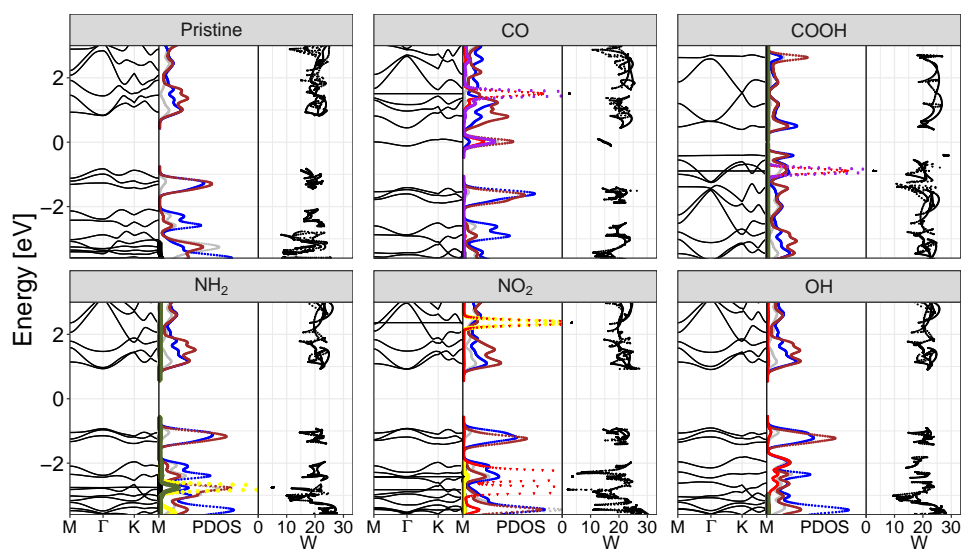 Pristine CO COOH
2
0
−2
NH₂ NO₂ OH
2
0
−2
Energy [eV]
M Γ K M PDOS 0 10 20 30 M Γ K M PDOS 0 10 20 30 M Γ K M PDOS 0 10 20 30
W W W